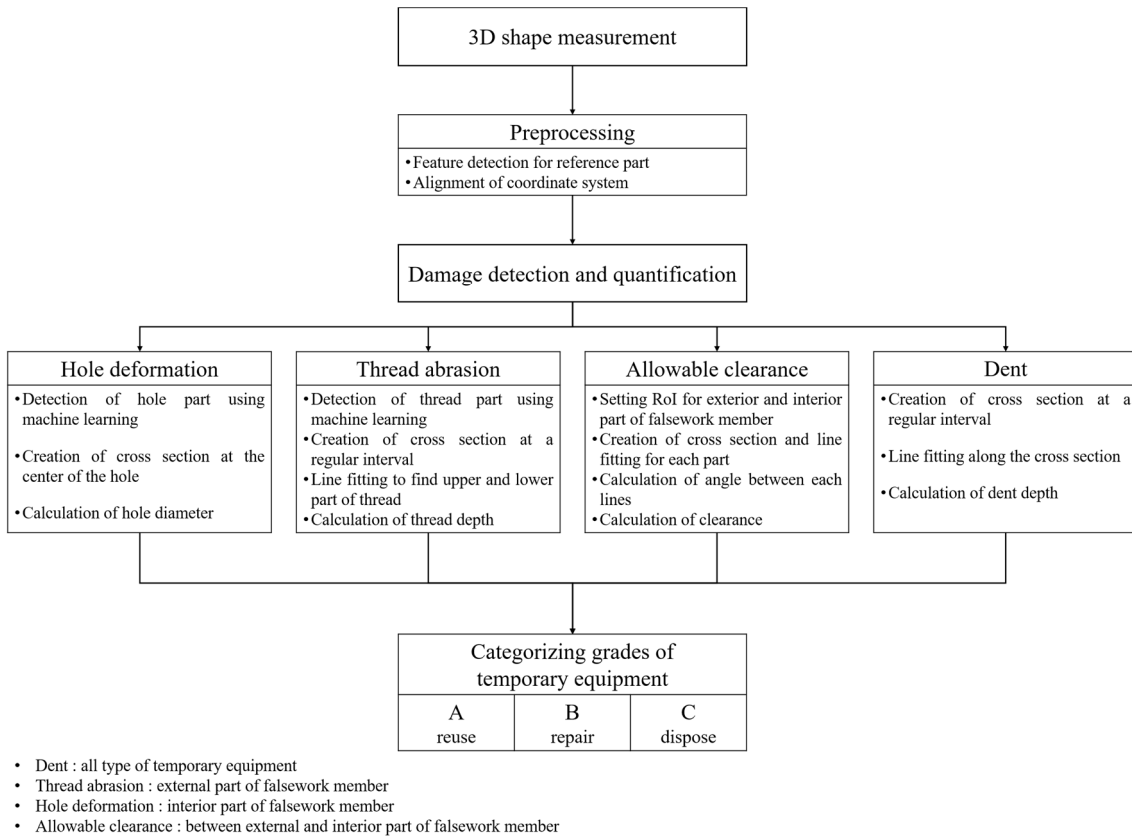 3D shape measurement
Preprocessing
•Feature detection for reference part
•Alignment of coordinate system
Damage detection and quantification
Hole deformation
•Detection of hole part using
machine learning
•Creation of cross section at the
center of the hole
•Calculation of hole diameter
Thread abrasion
•Detection of thread part using
machine learning
•Creation of cross section at a
regular interval
•Line fitting to find upper and lower
part of thread
•Calculation of thread depth
Allowable clearance
•Setting RoI for exterior and interior
part of falsework member
•Creation of cross section and line
fitting for each part
•Calculation of angle between each
lines
•Calculation of clearance
Dent
•Creation of cross section at a
regular interval
•Line fitting along the cross section
•Calculation of dent depth
Categorizing grades of
temporary equipment
A
reuse
B
repair
C
dispose
• Dent : all type of temporary equipment
• Thread abrasion : external part of falsework member
• Hole deformation : interior part of falsework member
• Allowable clearance : between external and interior part of falsework member